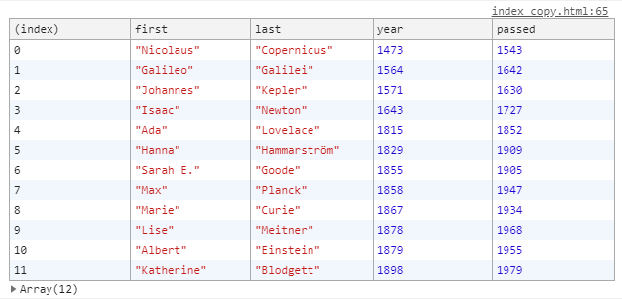 index copy.html:65
(index) first last year passed
0 "Nicolaus" "Copernicus" 1473 1543
1 "Galileo" "Galilei" 1564 1642
2 "Johannes" "Kepler" 1571 1630
3 "Isaac" "Newton" 1643 1727
4 "Ada" "Lovelace" 1815 1852
5 "Hanna" "Hammarström" 1829 1909
6 "Sarah E." "Goode" 1855 1905
7 "Max" "Planck" 1858 1947
8 "Marie" "Curie" 1867 1934
9 "Lise" "Meitner" 1878 1968
10 "Albert" "Einstein" 1879 1955
11 "Katherine" "Blodgett" 1898 1979
▶ Array(12)